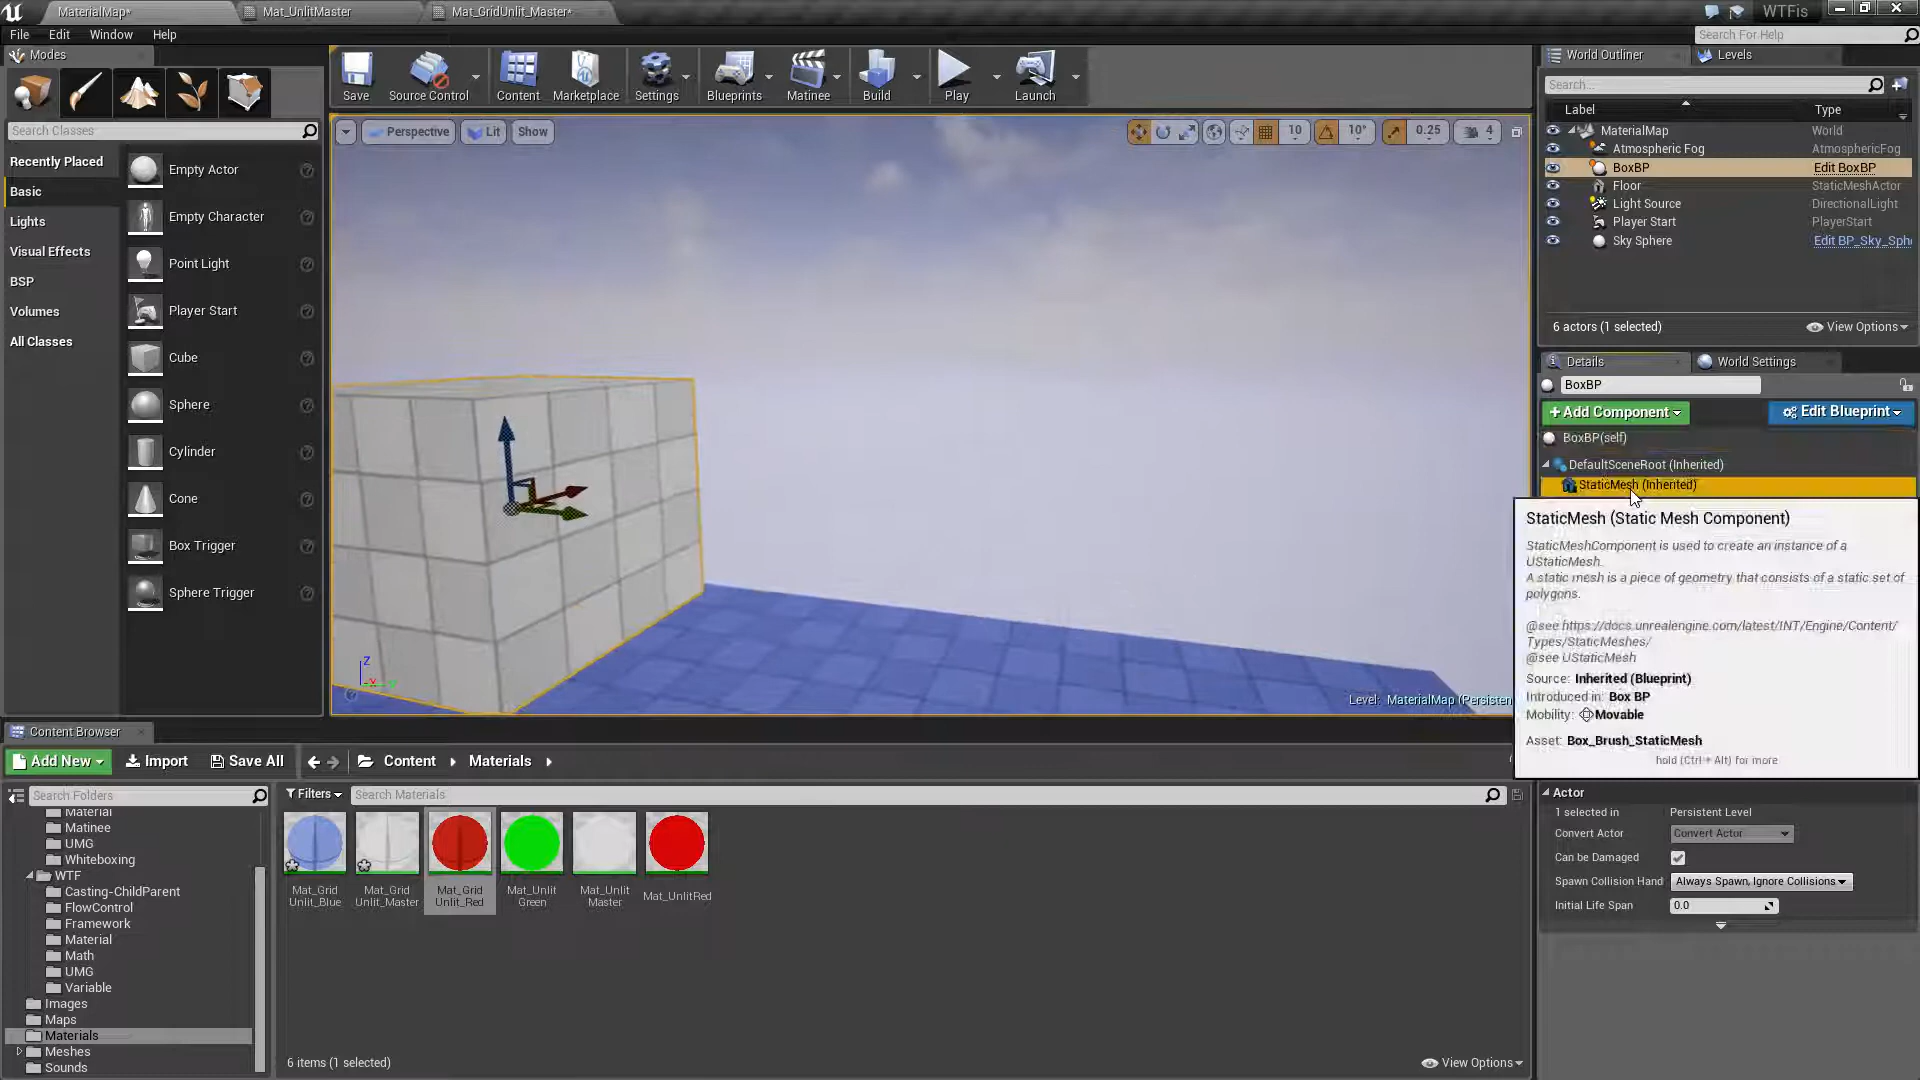 MaterialMap*
Mat_UnlitMaster
Mat_GridUnlit_Master*
WTFis
File Edit Window Help
Search For Help
Modes
Search Classes
Recently Placed
Basic
Lights
Visual Effects
BSP
Volumes
All Classes
Empty Actor
Empty Character
Point Light
Player Start
Cube
Sphere
Cylinder
Cone
Box Trigger
Sphere Trigger
Save
Source Control
Content
Marketplace
Settings
Blueprints
Matinee
Build
Play
Launch
Perspective Lit Show
10 10° 0.25 4
Z
Level: MaterialMap (Persisten
World Outliner
Levels
Search...
Label Type
MaterialMap World
Atmospheric Fog AtmosphericFog
BoxBP Edit BoxBP
Floor StaticMeshActor
Light Source DirectionalLight
Player Start PlayerStart
Sky Sphere Edit BP_Sky_Sph
6 actors (1 selected)
View Options
Details
World Settings
BoxBP
+Add Component
Edit Blueprint
BoxBP(self)
DefaultSceneRoot (Inherited)
StaticMesh (Inherited)
StaticMesh (Static Mesh Component)
StaticMeshComponent is used to create an instance of a
UStaticMesh.
A static mesh is a piece of geometry that consists of a static set of
polygons.
@see https://docs.unrealengine.com/latest/INT/Engine/Content/
Types/StaticMeshes/
@see UStaticMesh
Source: Inherited (Blueprint)
Introduced in: Box BP
Mobility: Movable
Asset: Box_Brush_StaticMesh
hold (Ctrl + Alt) for more
Actor
1 selected in Persistent Level
Convert Actor Convert Actor
Can be Damaged
Spawn Collision Hand Always Spawn, Ignore Collisions
Initial Life Span 0.0
Content Browser
Add New
Import
Save All
Content
Materials
Search Folders
Filters
Search Materials
Material
Matinee
UMG
Whiteboxing
WTF
Casting-ChildParent
FlowControl
Framework
Material
Math
UMG
Variable
Images
Maps
Materials
Meshes
Sounds
Mat_Grid
Unlit_Blue
Mat_Grid
Unlit_Master
Mat_Grid
Unlit_Red
Mat_Unlit
Green
Mat_Unlit
Master
Mat_UnlitRed
6 items (1 selected)
View Options